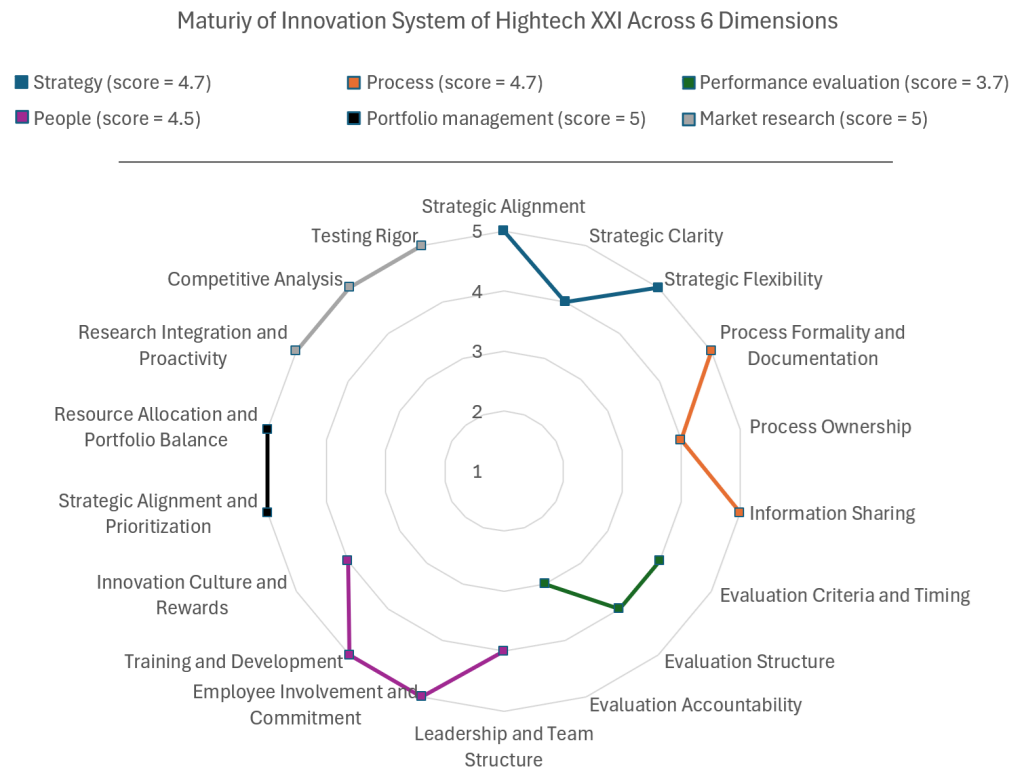 Maturiy of Innovation System of Hightech XXI Across 6 Dimensions
Strategy (score = 4.7)
Process (score = 4.7)
Performance evaluation (score = 3.7)
People (score = 4.5)
Portfolio management (score = 5)
Market research (score = 5)
Strategic Alignment
Strategic Clarity
Strategic Flexibility
Process Formality and
Documentation
Process Ownership
Information Sharing
Evaluation Criteria and Timing
Evaluation Structure
Evaluation Accountability
Leadership and Team
Structure
Employee Involvement and
Commitment
Training and Development
Innovation Culture and
Rewards
Strategic Alignment and
Prioritization
Resource Allocation and
Portfolio Balance
Research Integration and
Proactivity
Competitive Analysis
Testing Rigor
5
4
3
2
1